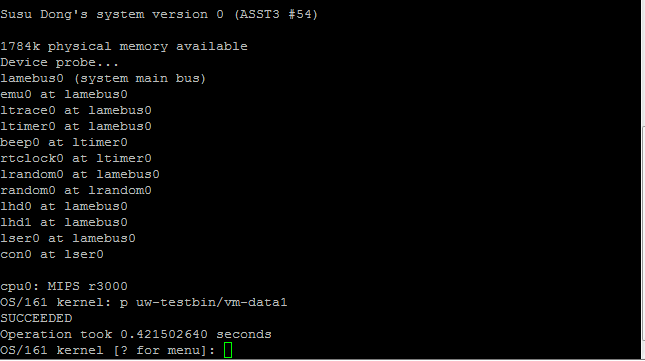 Susu Dong's system version 0 (ASST3 #54)
1784k physical memory available
Device probe...
lamebus0 (system main bus)
emu0 at lamebus0
ltrace0 at lamebus0
ltimer0 at lamebus0
beep0 at ltimer0
rtclock0 at ltimer0
lrandom0 at lamebus0
random0 at lrandom0
lhd0 at lamebus0
lhd1 at lamebus0
lser0 at lamebus0
con0 at lser0
cpu0: MIPS r3000
OS/161 kernel: p uw-testbin/vm-data1
SUCCEEDED
Operation took 0.421502640 seconds
OS/161 kernel [? for menu]: